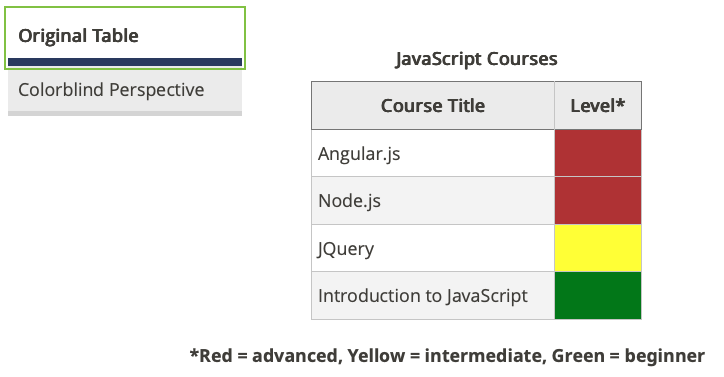 Original Table
Colorblind Perspective
JavaScript Courses
Course Title Level*
Angular.js
Node.js
JQuery
Introduction to JavaScript
*Red = advanced, Yellow = intermediate, Green = beginner